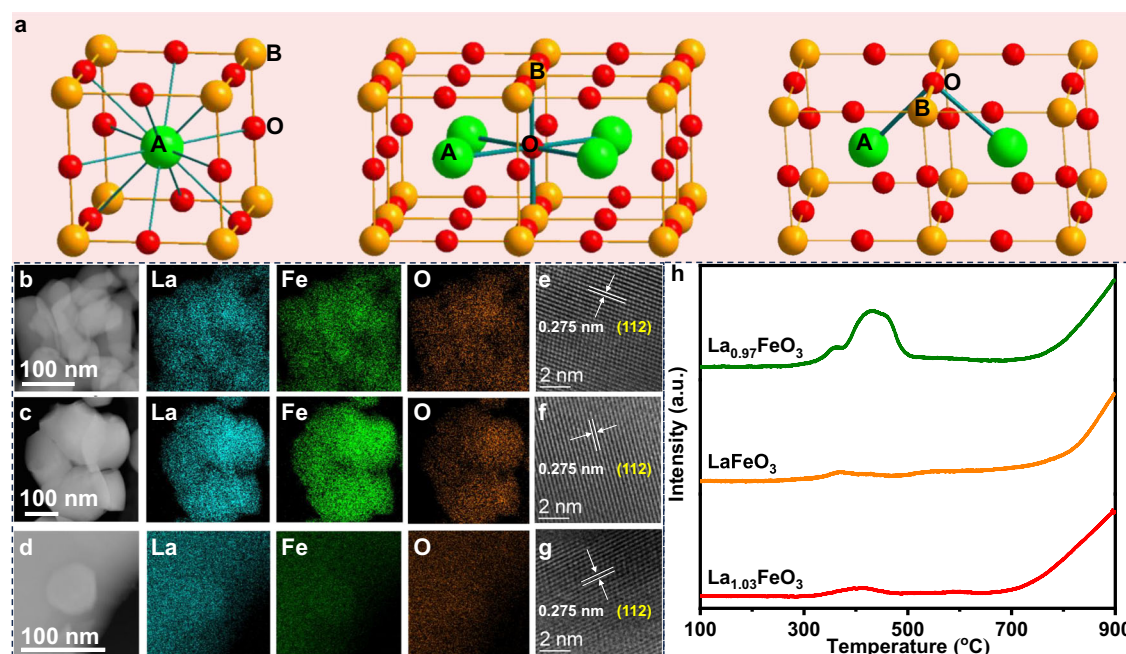 a
B
O
A
B
A
O
O
B
A
b
La
Fe
O
e
0.275 nm (112)
100 nm
2 nm
c
La
Fe
O
f
0.275 nm (112)
100 nm
2 nm
d
La
Fe
O
g
0.275 nm (112)
100 nm
2 nm
h
Intensity (a.u.)
La₀.₉₇FeO₃
LaFeO₃
La₁.₀₃FeO₃
100 300 500 700 900
Temperature (°C)